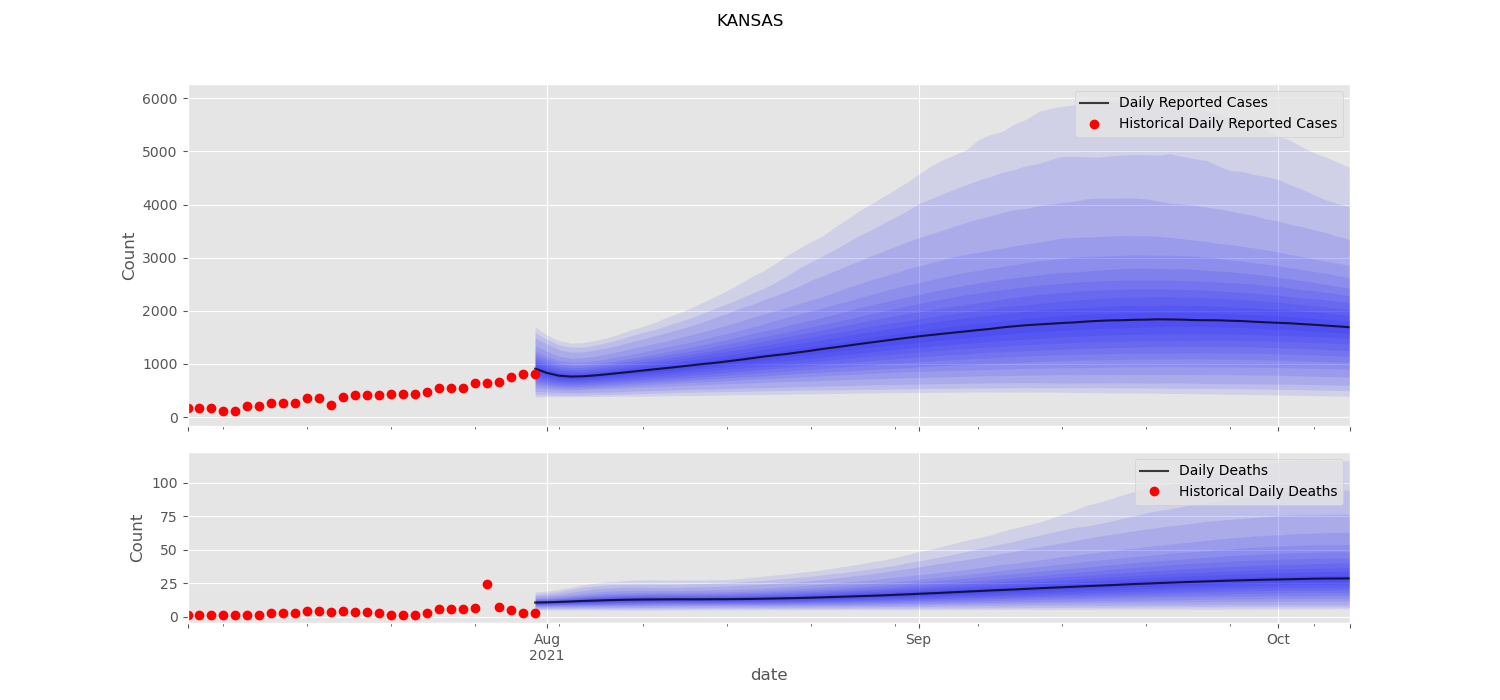 KANSAS
6000
5000
4000
3000
2000
1000
0
Count
Daily Reported Cases
Historical Daily Reported Cases
100
75
50
25
0
Count
Daily Deaths
Historical Daily Deaths
Aug
2021
Sep
Oct
date